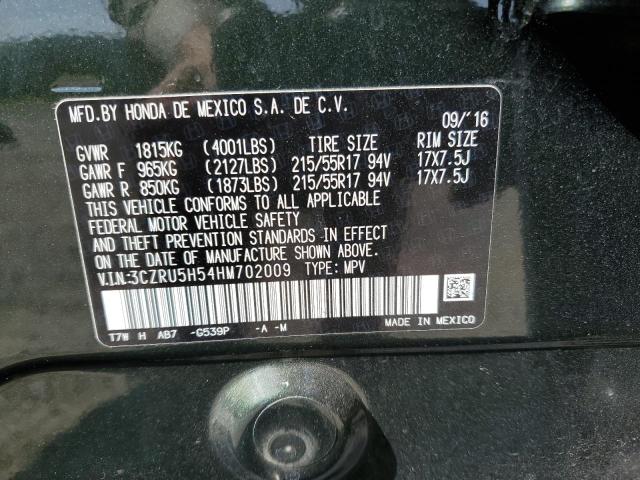 MFD.BY HONDA DE MEXICO S.A. DE C.V.
09/'16
GVWR 1815KG (4001LBS) TIRE SIZE RIM SIZE
GAWR F 965KG (2127LBS) 215/55R17 94V 17X7.5J
GAWR R 850KG (1873LBS) 215/55R17 94V 17X7.5J
THIS VEHICLE CONFORMS TO ALL APPLICABLE
FEDERAL MOTOR VEHICLE SAFETY
AND THEFT PREVENTION STANDARDS IN EFFECT
ON THE DATE OF MANUFACTURE SHOWN ABOVE.
V.I.N:3CZRU5H54HM702009 TYPE: MPV
T7W H AB7 -G539P -A -M
MADE IN MEXICO